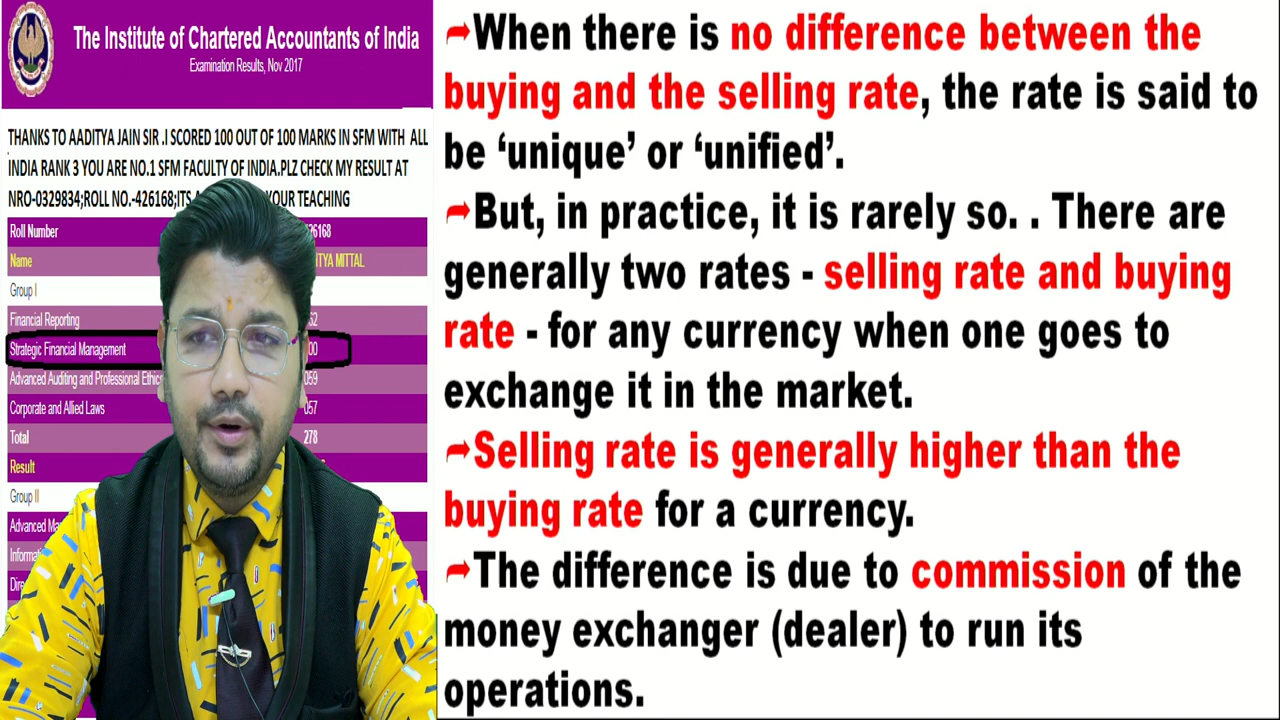 The Institute of Chartered Accountants of India
Examination Results, Nov 2017
THANKS TO AADITYA JAIN SIR .I SCORED 100 OUT OF 100 MARKS IN SFM WITH ALL
INDIA RANK 3 YOU ARE NO.1 SFM FACULTY OF INDIA.PLZ CHECK MY RESULT AT
NRO-0329834;ROLL NO.-426168;ITS YOUR TEACHING
Roll Number
Name MITTAL
Group I
Financial Reporting
Strategic Financial Management
Advanced Auditing and Professional
Corporate and Allied Laws 057
Total 278
Result
Group II
Advanced
➦When there is no difference between the
buying and the selling rate, the rate is said to
be ‘unique’ or ‘unified’.
➦But, in practice, it is rarely so. . There are
generally two rates - selling rate and buying
rate - for any currency when one goes to
exchange it in the market.
➦Selling rate is generally higher than the
buying rate for a currency.
➦The difference is due to commission of the
money exchanger (dealer) to run its
operations.